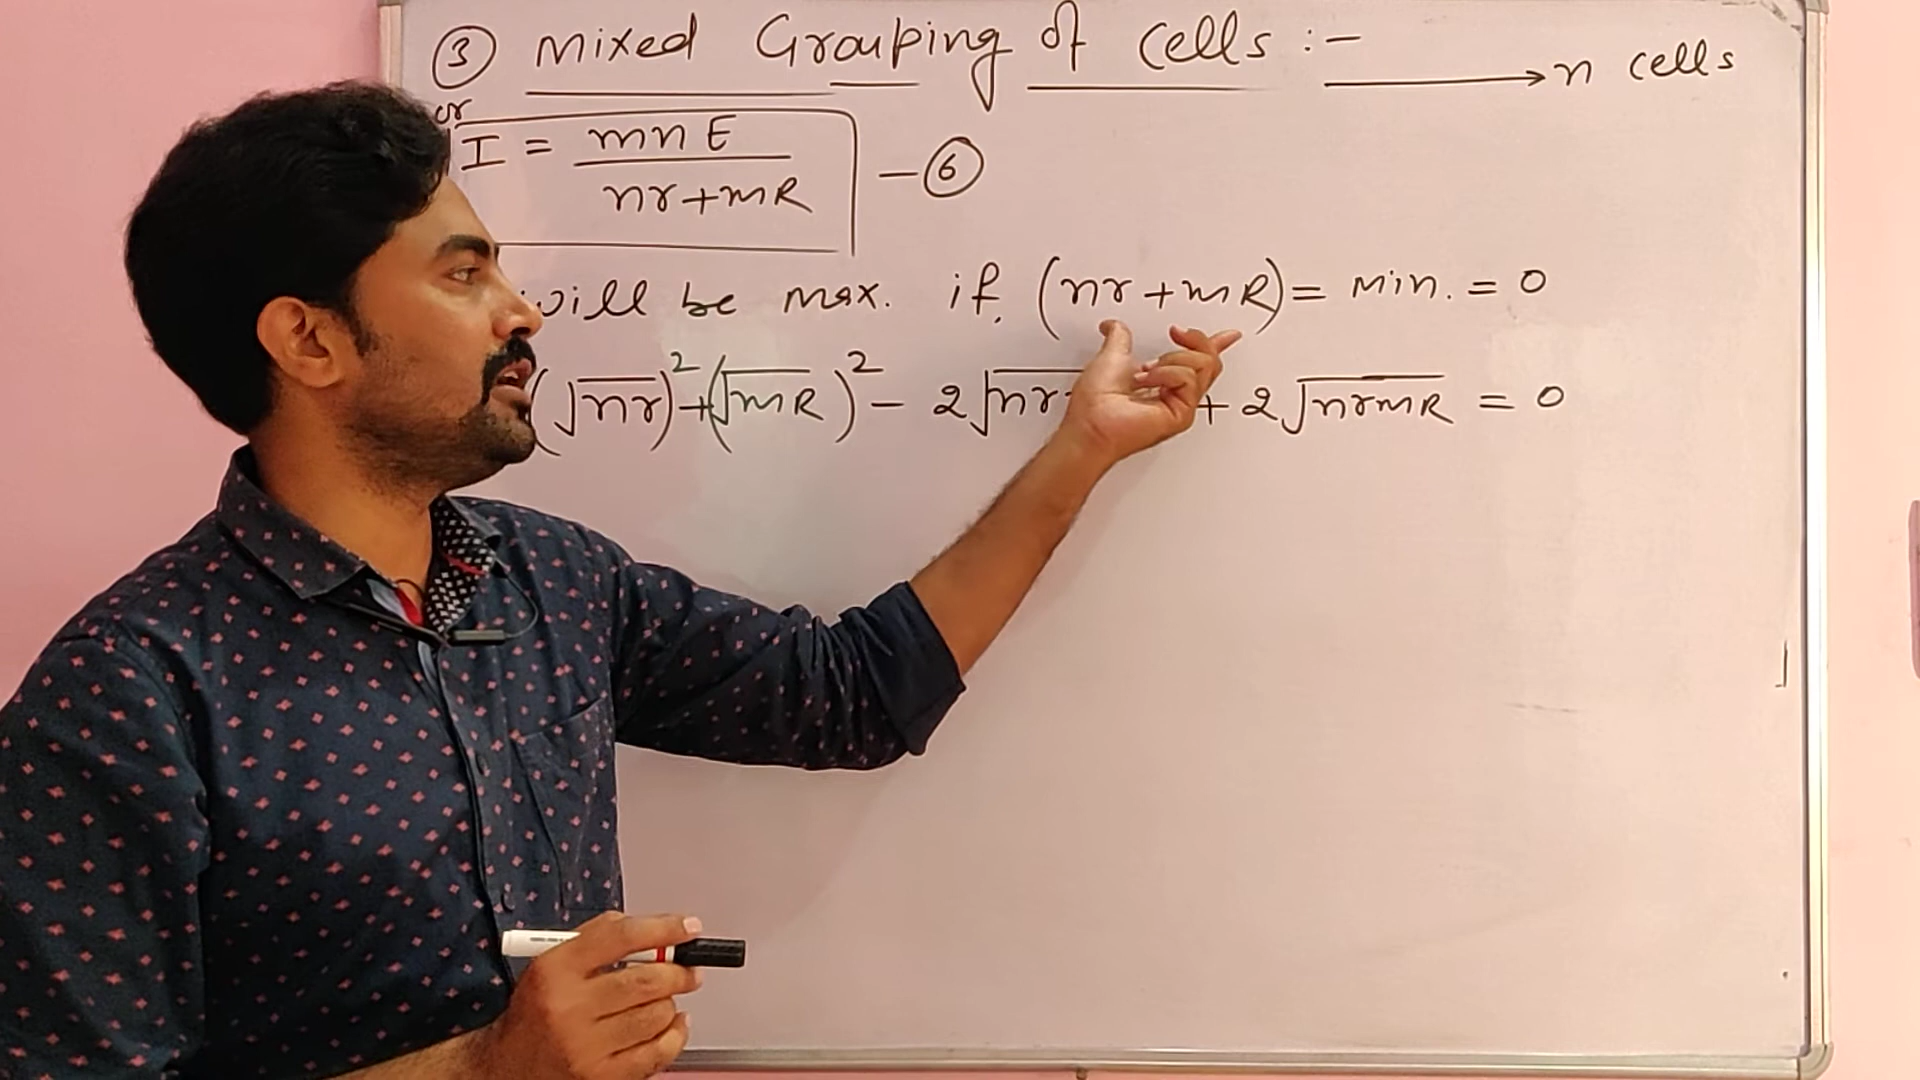 ③ Mixed Grouping of cells :- → n cells
or
I = mnE / nr+mR — ⑥
will be max. if, (nr+mR) = min. = 0
(√nr)² + (√mR)² - 2√nr + 2√nrmR = 0